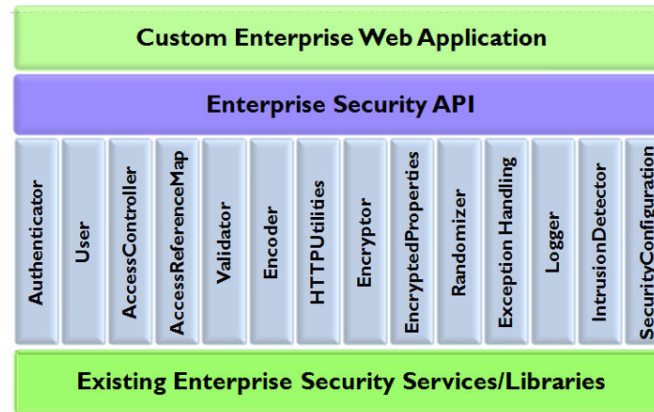 Custom Enterprise Web Application
Enterprise Security API
Authenticator
User
AccessController
AccessReferenceMap
Validator
Encoder
HTTPUtilities
Encryptor
EncryptedProperties
Randomizer
Exception Handling
Logger
IntrusionDetector
SecurityConfiguration
Existing Enterprise Security Services/Libraries